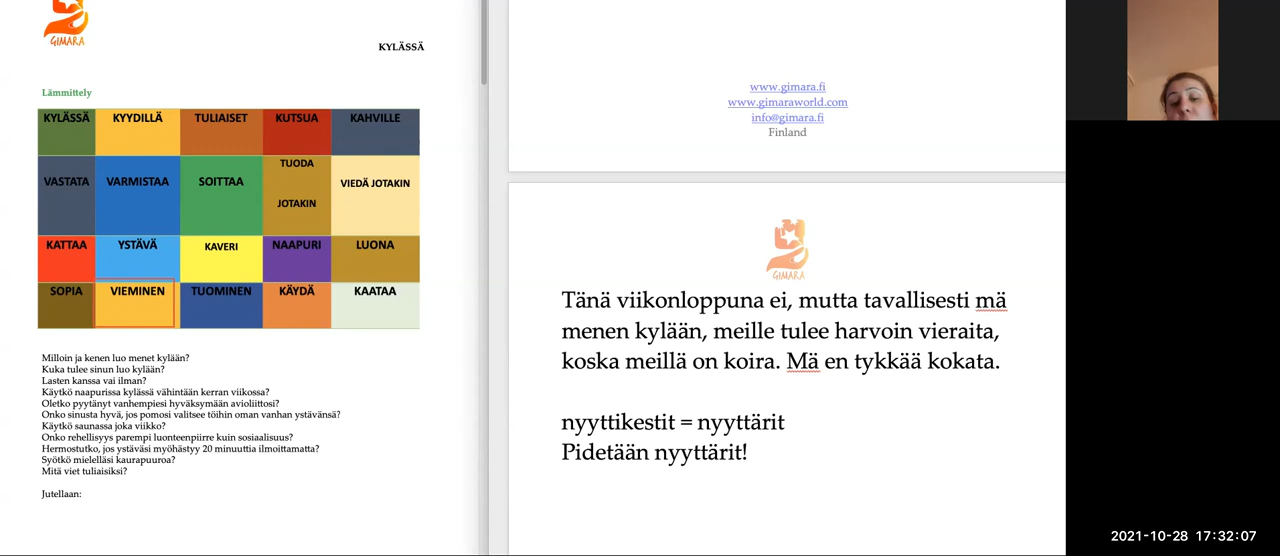 GIMARA
KYLÄSSÄ
Lämmittely
KYLÄSSÄ KYYDILLÄ TULIAISET KUTSUA KAHVILLE
VASTATA VARMISTAA SOITTAA TUODA JOTAKIN VIEDÄ JOTAKIN
KATTAA YSTÄVÄ KAVERI NAAPURI LUONA
SOPIA VIEMINEN TUOMINEN KÄYDÄ KAATAA
Milloin ja kenen luo menet kylään?
Kuka tulee sinun luo kylään?
Lasten kanssa vai ilman?
Käytkö naapurissa kylässä vähintään kerran viikossa?
Oletko pyytänyt vanhempiesi hyväksymään avioliittosi?
Onko sinusta hyvä, jos pomosi valitsee töihin oman vanhan ystävänsä?
Käytkö saunassa joka viikko?
Onko rehellisyys parempi luonteenpiirre kuin sosiaalisuus?
Hermostutko, jos ystäväsi myöhästyy 20 minuuttia ilmoittamatta?
Syötkö mielelläsi kaurapuuroa?
Mitä viet tuliaisiksi?
Jutellaan:
www.gimara.fi
www.gimaraworld.com
info@gimara.fi
Finland
GIMARA
Tänä viikonloppuna ei, mutta tavallisesti mä
menen kylään, meille tulee harvoin vieraita,
koska meillä on koira. Mä en tykkää kokata.
nyyttikestit = nyyttärit
Pidetään nyyttärit!
2021-10-28 17:32:07